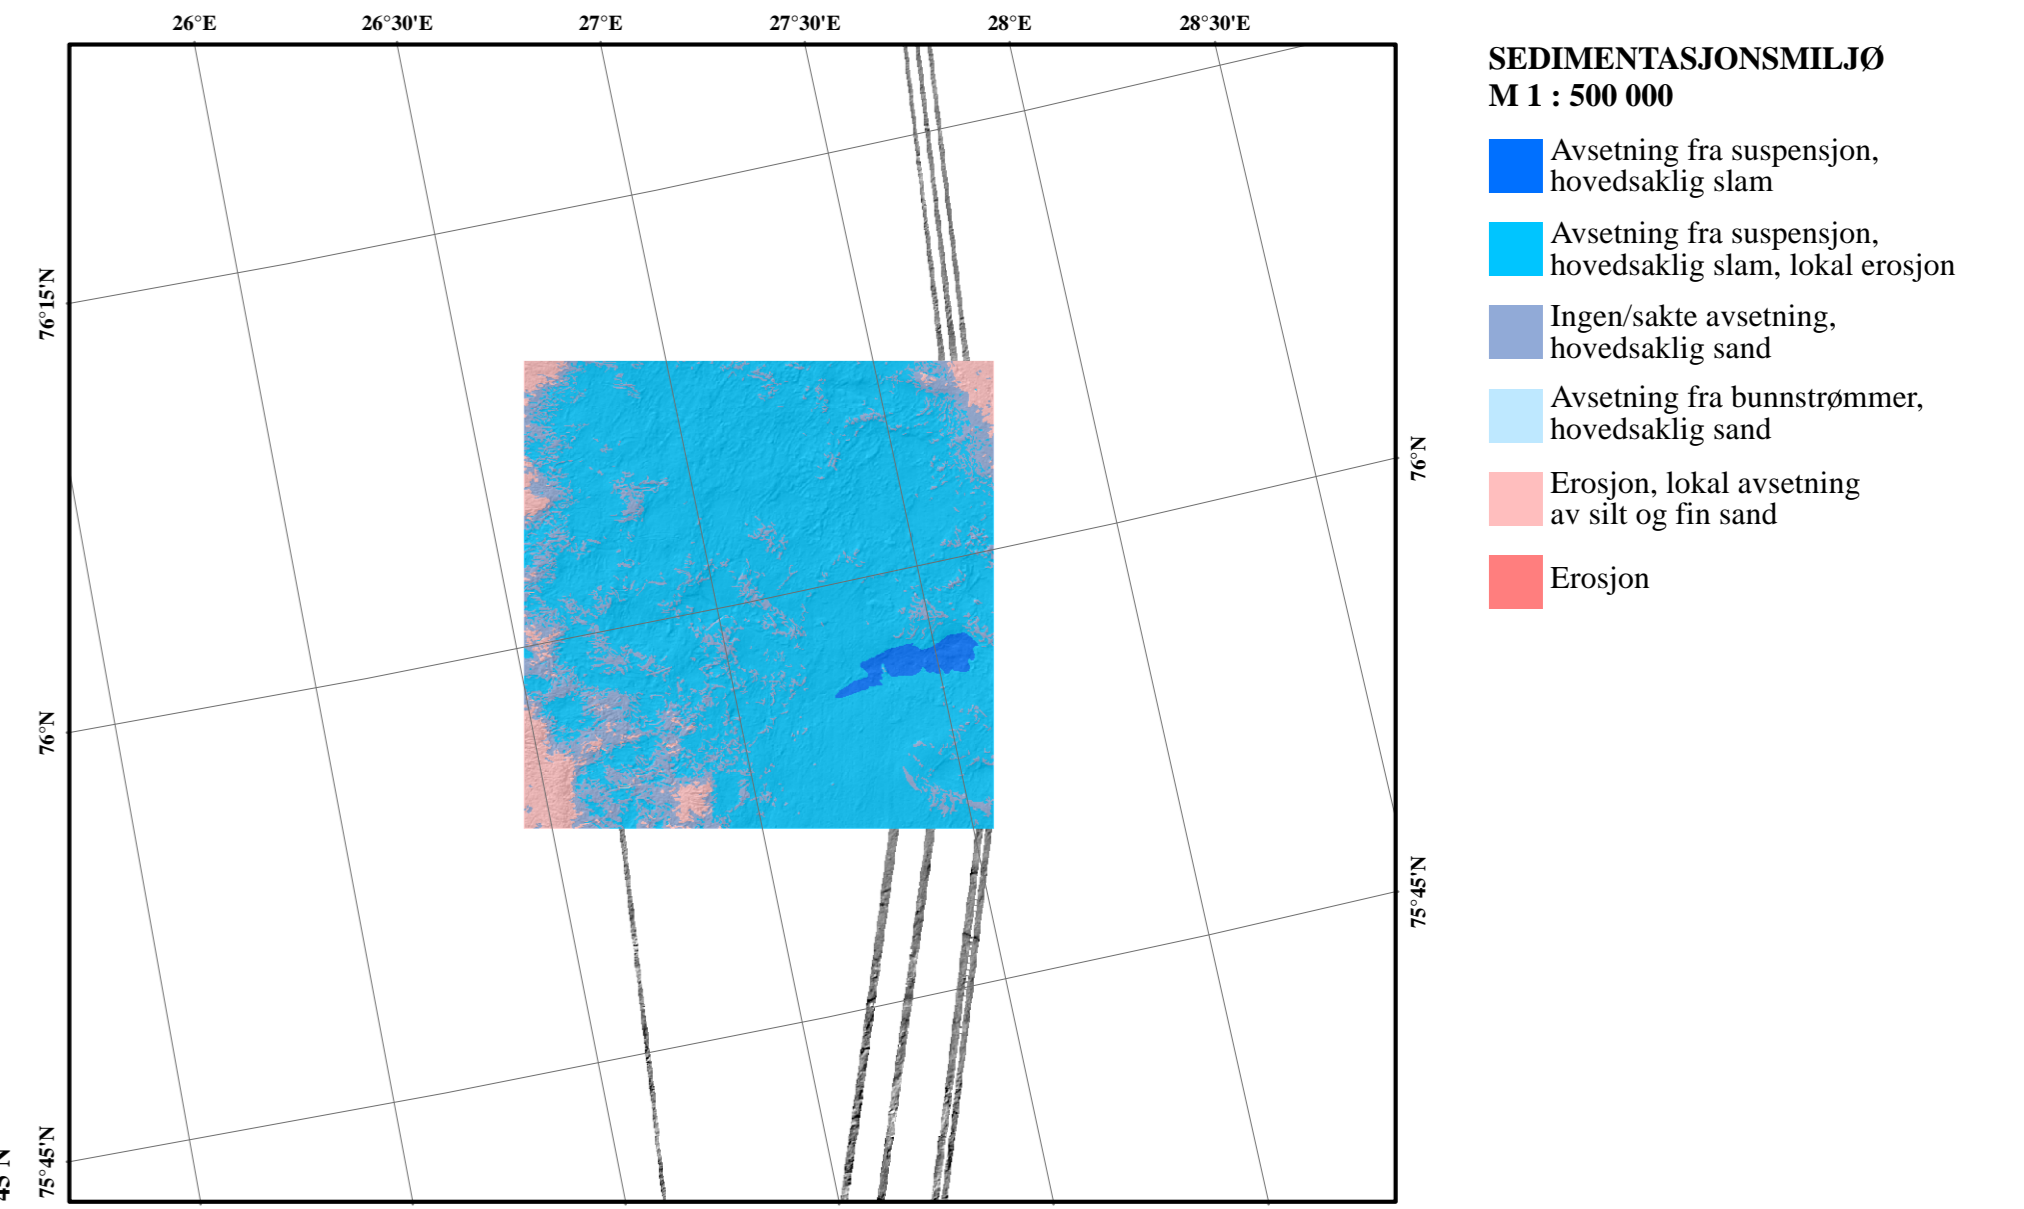 26°E 26°30'E 27°E 27°30'E 28°E 28°30'E
76°15'N
76°N
75°45'N
45'N
76°N
75°45'N
SEDIMENTASJONSMILJØ
M 1 : 500 000
Avsetning fra suspensjon,
hovedsaklig slam
Avsetning fra suspensjon,
hovedsaklig slam, lokal erosjon
Ingen/sakte avsetning,
hovedsaklig sand
Avsetning fra bunnstrømmer,
hovedsaklig sand
Erosjon, lokal avsetning
av silt og fin sand
Erosjon